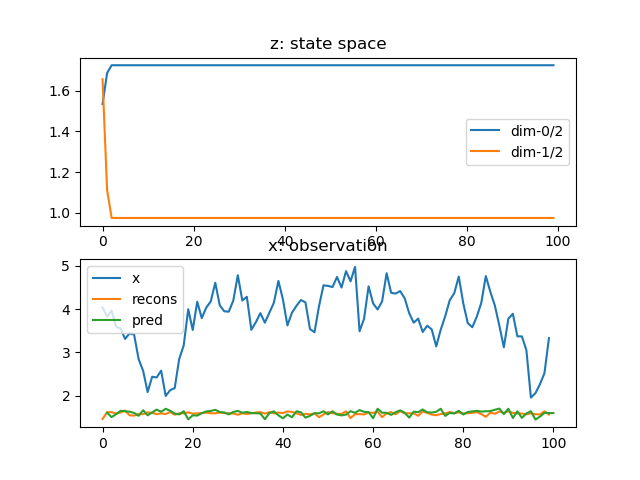 z: state space
1.6
1.4
1.2
1.0
dim-0/2
dim-1/2
0 20 40 60 80 100
x: observation
5
4
3
2
x
recons
pred
0 20 40 60 80 100